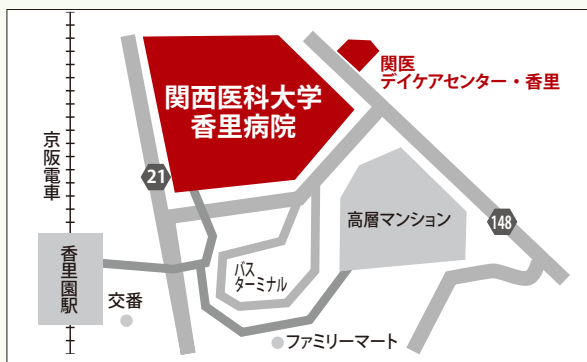 関西医科大学
香里病院
関医
デイケアセンター・香里
京阪電車
21
148
高層マンション
香里園駅
バス
ターミナル
交番
ファミリーマート